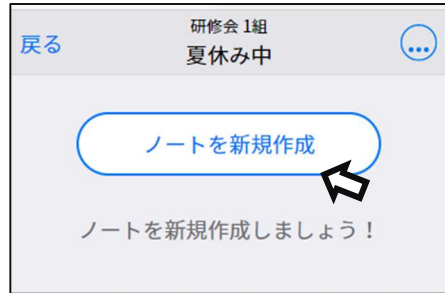 研修会 1組
戻る
夏休み中
ノートを新規作成
ノートを新規作成しましょう！